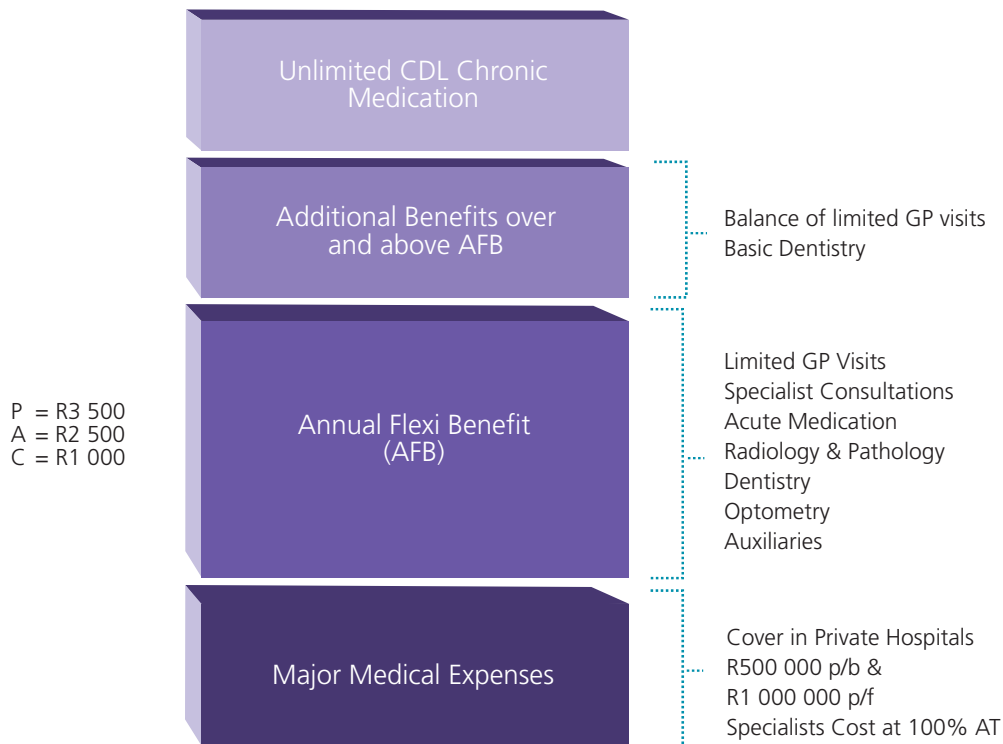 Unlimited CDL Chronic
Medication
Additional Benefits over
and above AFB
Balance of limited GP visits
Basic Dentistry
P = R3 500
A = R2 500
C = R1 000
Annual Flexi Benefit
(AFB)
Limited GP Visits
Specialist Consultations
Acute Medication
Radiology & Pathology
Dentistry
Optometry
Auxiliaries
Major Medical Expenses
Cover in Private Hospitals
R500 000 p/b &
R1 000 000 p/f
Specialists Cost at 100% AT